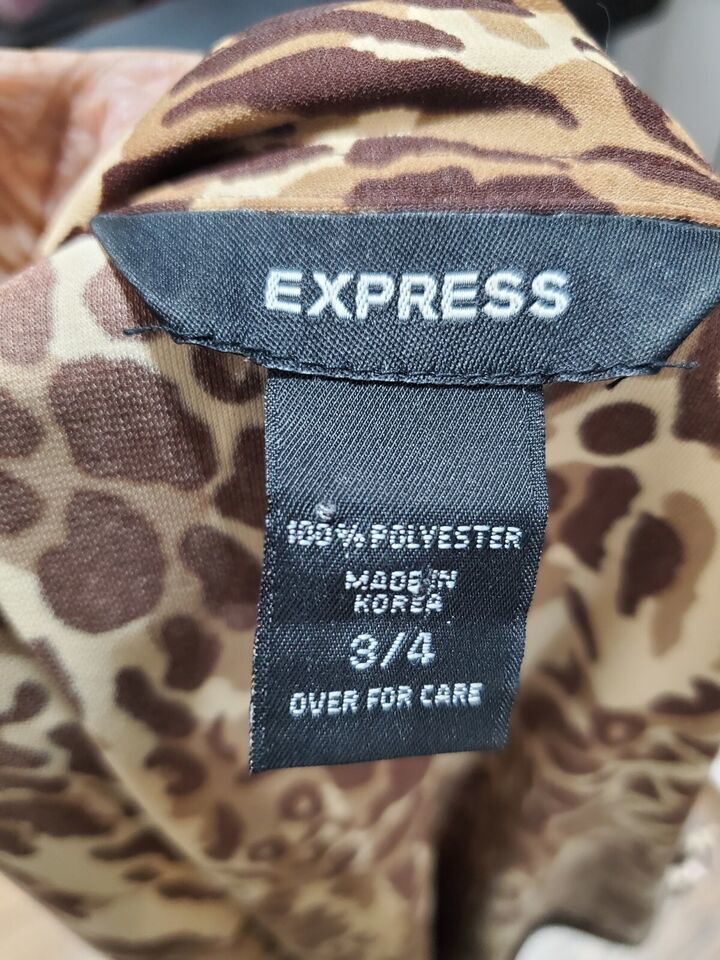 EXPRESS
100% POLYESTER
MADE IN
KOREA
3/4
OVER FOR CARE